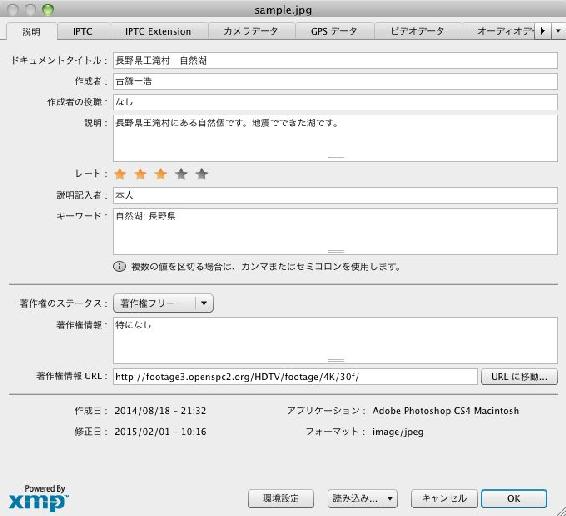 sample.jpg
説明 IPTC IPTC Extension カメラデータ GPS データ ビデオデータ オーディオデ
ドキュメントタイトル： 長野県王滝村 自然湖
作成者： 古籏一浩
作成者の役職： なし
説明： 長野県王滝村にある自然個です。地震でできた湖です。
レート：
説明記入者： 本人
キーワード： 自然湖 長野県
複数の値を区切る場合は、カンマまたはセミコロンを使用します。
著作権のステータス： 著作権フリー
著作権情報： 特になし
著作権情報 URL： http://footage3.openspc2.org/HDTV/footage/4K/30f/ URL に移動...
作成日： 2014/08/18 - 21:32 アプリケーション： Adobe Photoshop CS4 Macintosh
修正日： 2015/02/01 - 10:16 フォーマット： image/jpeg
Powered By
xmp™
環境設定 読み込み... キャンセル OK